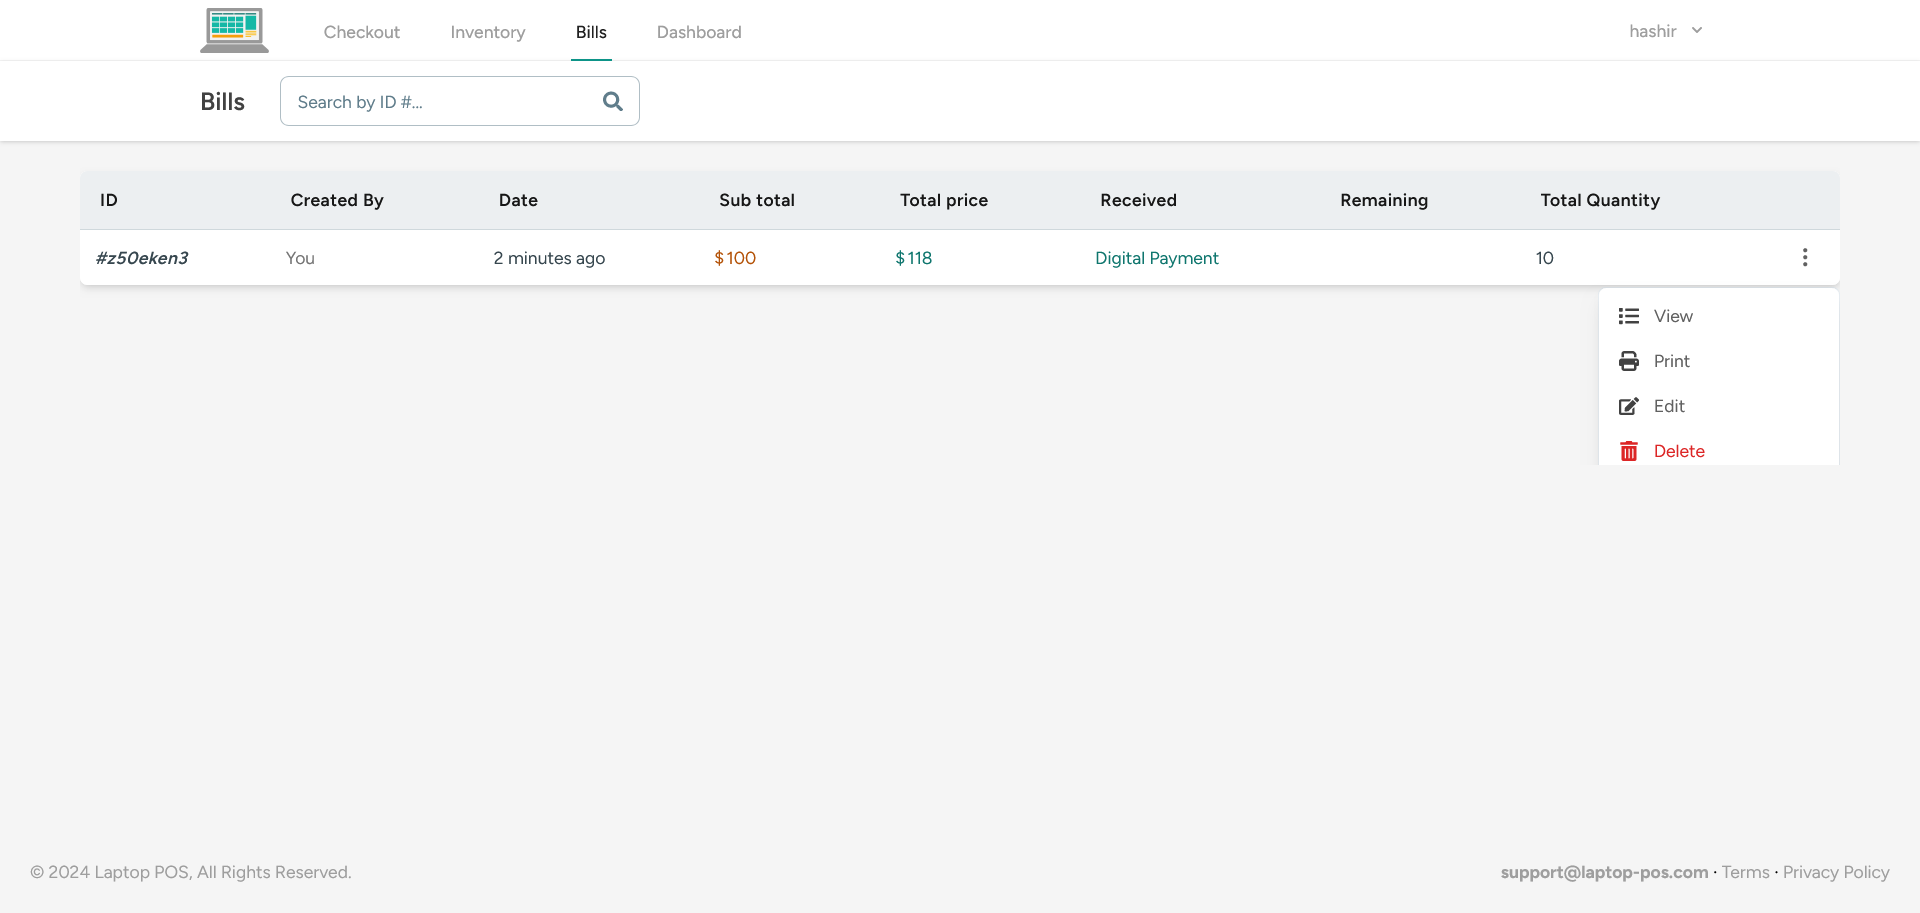 Checkout Inventory Bills Dashboard hashir
Bills Search by ID #...
ID Created By Date Sub total Total price Received Remaining Total Quantity
#z50eken3 You 2 minutes ago $100 $118 Digital Payment 10
View
Print
Edit
Delete
© 2024 Laptop POS, All Rights Reserved. support@laptop-pos.com · Terms · Privacy Policy